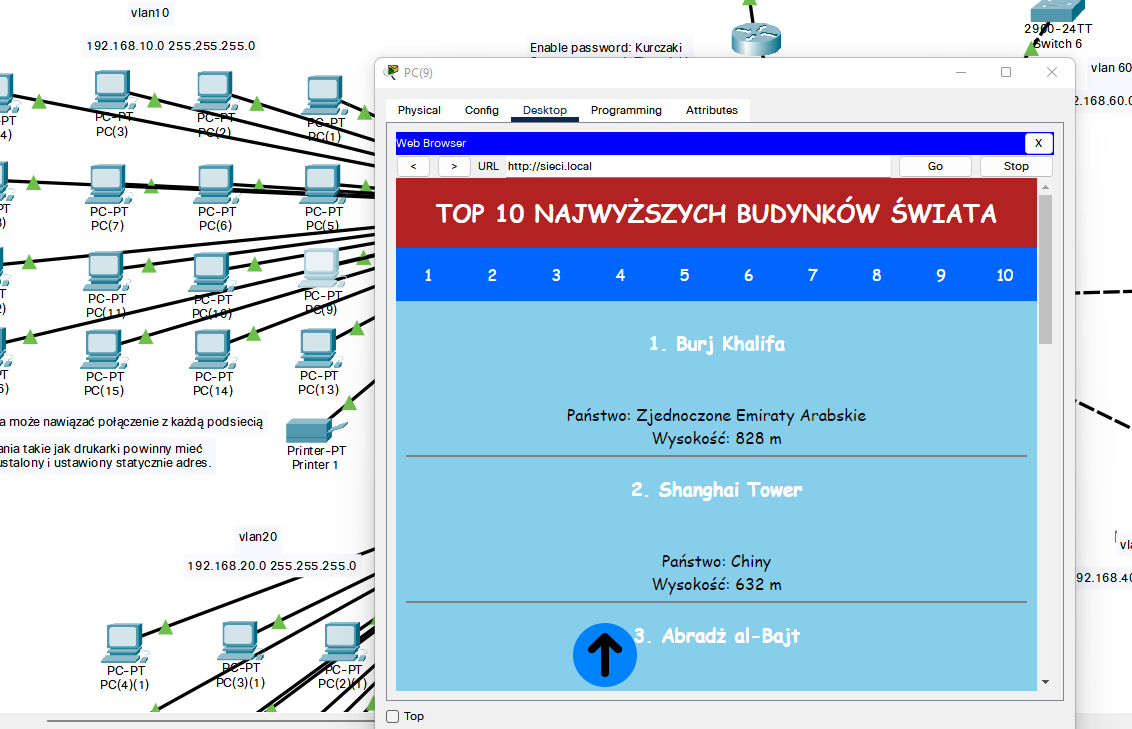 vlan10
192.168.10.0 255.255.255.0
Enable password: Kurczaki
2960-24TT
Switch 6
vlan 60
PC-PT
PC(3)
PC-PT
PC(2)
PC-PT
PC(1)
PC-PT
PC(7)
PC-PT
PC(6)
PC-PT
PC(5)
PC-PT
PC(11)
PC-PT
PC(10)
PC-PT
PC(9)
PC-PT
PC(15)
PC-PT
PC(14)
PC-PT
PC(13)
a może nawiązać połączenie z każdą podsiecią
ania takie jak drukarki powinny mieć
ustalony i ustawiony statycznie adres.
Printer-PT
Printer 1
vlan20
192.168.20.0 255.255.255.0
PC-PT
PC(4)(1)
PC-PT
PC(3)(1)
PC-PT
PC(2)(1)
2.168.60.0
92.168.40
PC(9)
Physical Config Desktop Programming Attributes
Web Browser X
< > URL http://sieci.local Go Stop
TOP 10 NAJWYŻSZYCH BUDYNKÓW ŚWIATA
1 2 3 4 5 6 7 8 9 10
1. Burj Khalifa
Państwo: Zjednoczone Emiraty Arabskie
Wysokość: 828 m
2. Shanghai Tower
Państwo: Chiny
Wysokość: 632 m
3. Abradż al-Bajt
Top